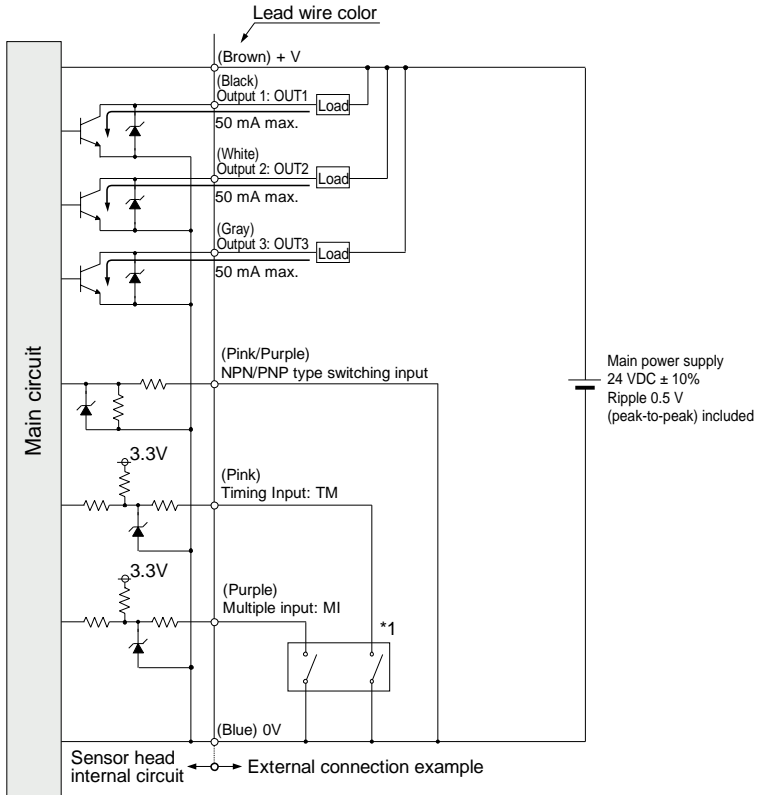 Lead wire color
(Brown) + V
(Black)
Output 1: OUT1
Load
50 mA max.
(White)
Output 2: OUT2
Load
50 mA max.
(Gray)
Output 3: OUT3
Load
50 mA max.
Main circuit
(Pink/Purple)
NPN/PNP type switching input
Main power supply
24 VDC ± 10%
Ripple 0.5 V
(peak-to-peak) included
3.3V
(Pink)
Timing Input: TM
3.3V
(Purple)
Multiple input: MI
*1
(Blue) 0V
Sensor head
internal circuit
External connection example